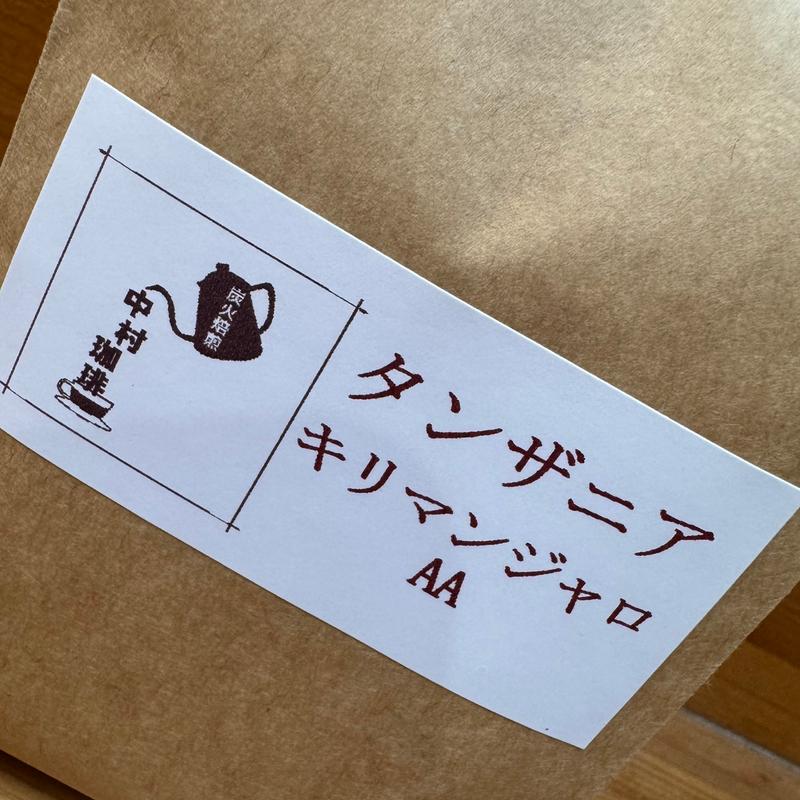 炭火焙煎
中村
珈琲
タンザニア
キリマンジャロ
AA